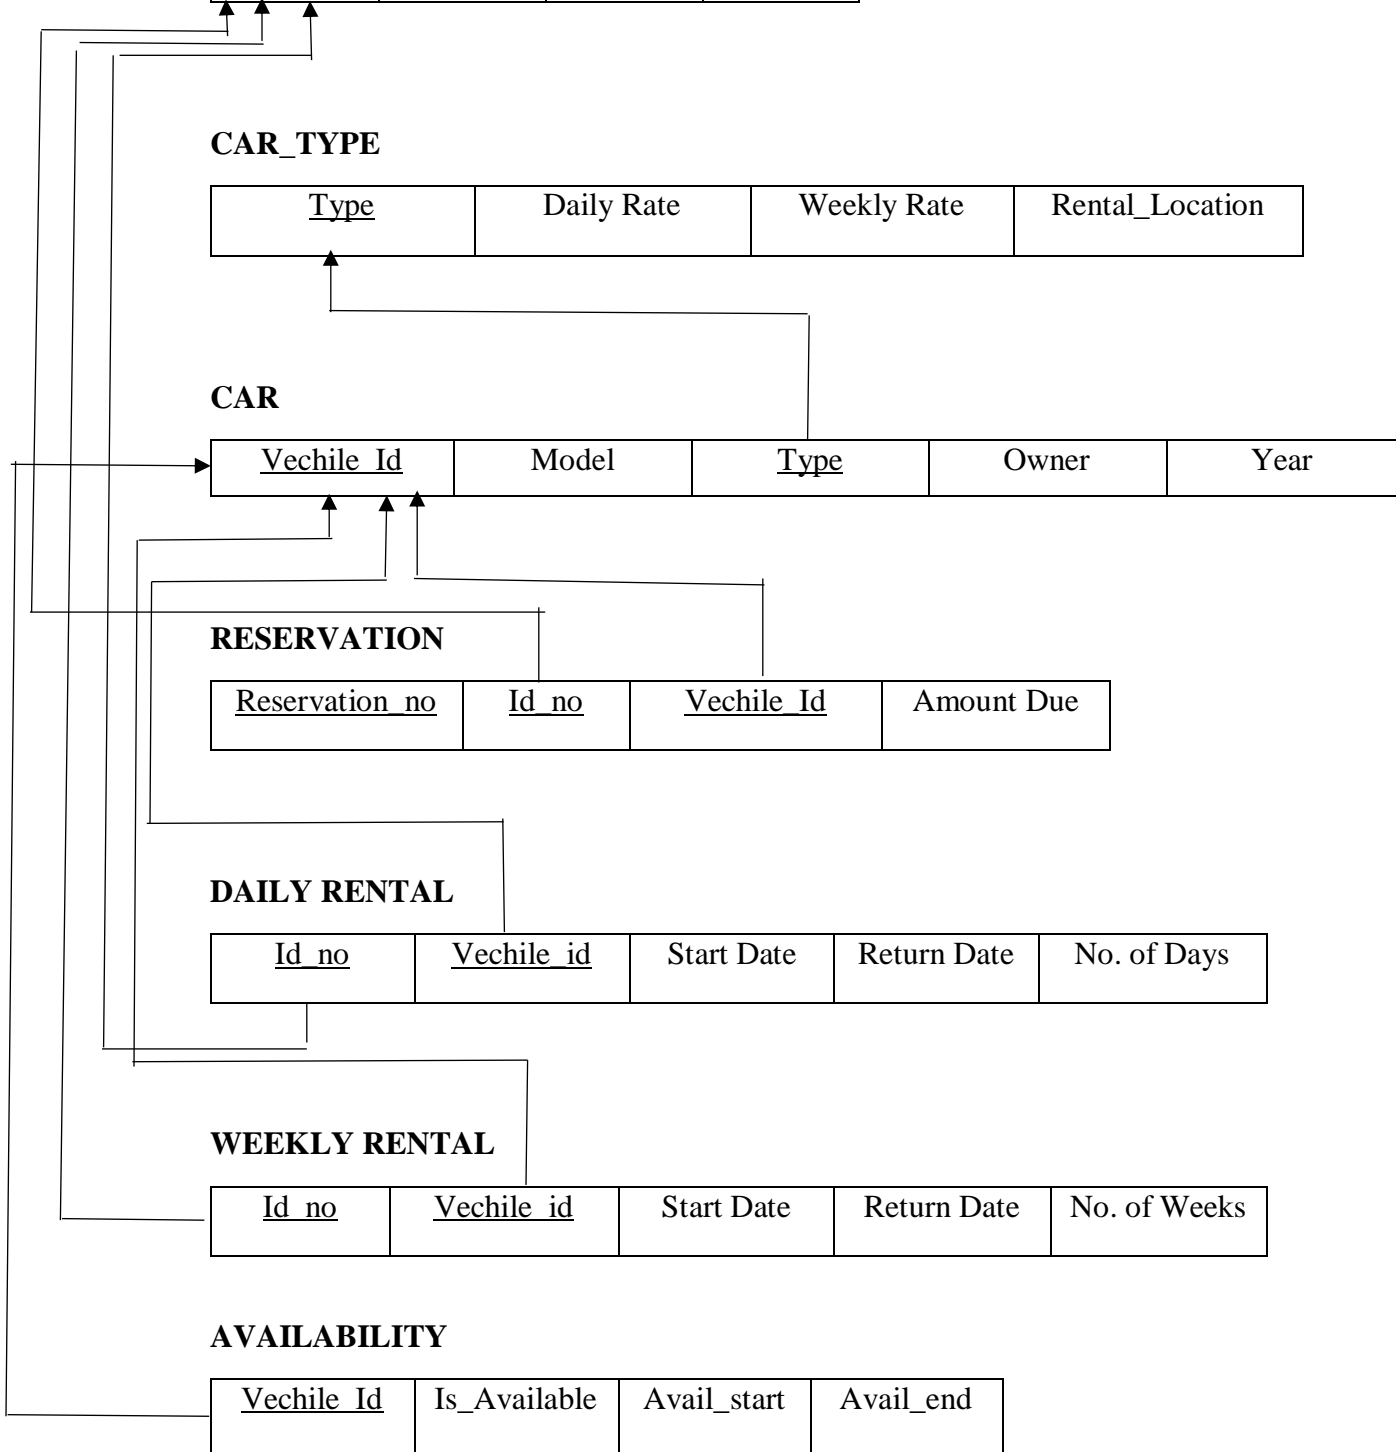 CAR_TYPE
Type Daily Rate Weekly Rate Rental_Location
CAR
Vechile_Id Model Type Owner Year
RESERVATION
Reservation_no Id_no Vechile_Id Amount Due
DAILY RENTAL
Id_no Vechile_id Start Date Return Date No. of Days
WEEKLY RENTAL
Id_no Vechile_id Start Date Return Date No. of Weeks
AVAILABILITY
Vechile_Id Is_Available Avail_start Avail_end